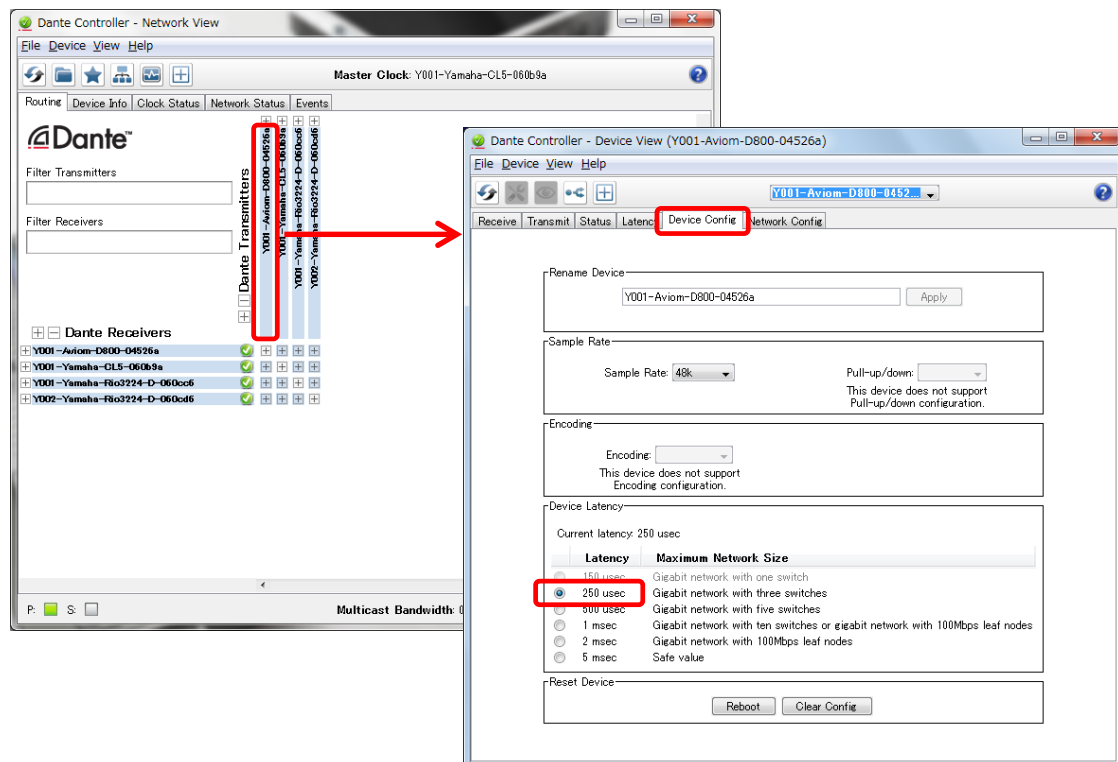 Dante Controller - Network View
File Device View Help
Master Clock: Y001-Yamaha-CL5-060b9a
Routing Device Info Clock Status Network Status Events
Dante™
Filter Transmitters
Filter Receivers
Dante Transmitters
Y001-Aviom-D800-04526a
Y001-Yamaha-CL5-060b9a
Y001-Yamaha-Rio3224-D-060cc6
Y002-Yamaha-Rio3224-D-060cd6
Dante Receivers
Y001-Aviom-D800-04526a
Y001-Yamaha-CL5-060b9a
Y001-Yamaha-Rio3224-D-060cc6
Y002-Yamaha-Rio3224-D-060cd6
P: S: Multicast Bandwidth:
Dante Controller - Device View (Y001-Aviom-D800-04526a)
File Device View Help
Y001-Aviom-D800-0452...
Receive Transmit Status Latency Device Config Network Config
Rename Device
Y001-Aviom-D800-04526a Apply
Sample Rate
Sample Rate: 48k Pull-up/down:
This device does not support
Pull-up/down configuration.
Encoding
Encoding:
This device does not support
Encoding configuration.
Device Latency
Current latency: 250 usec
Latency Maximum Network Size
150 usec Gigabit network with one switch
250 usec Gigabit network with three switches
500 usec Gigabit network with five switches
1 msec Gigabit network with ten switches or gigabit network with 100Mbps leaf nodes
2 msec Gigabit network with 100Mbps leaf nodes
5 msec Safe value
Reset Device
Reboot Clear Config